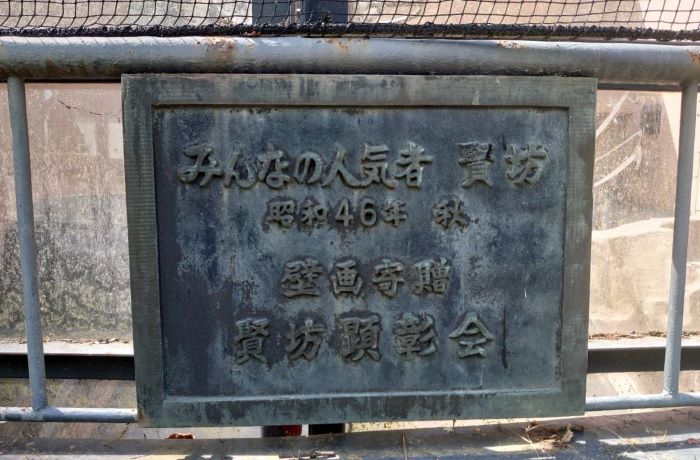 みんなの人気者 賢坊
昭和46年 秋
壁画寄贈
賢坊顕彰会